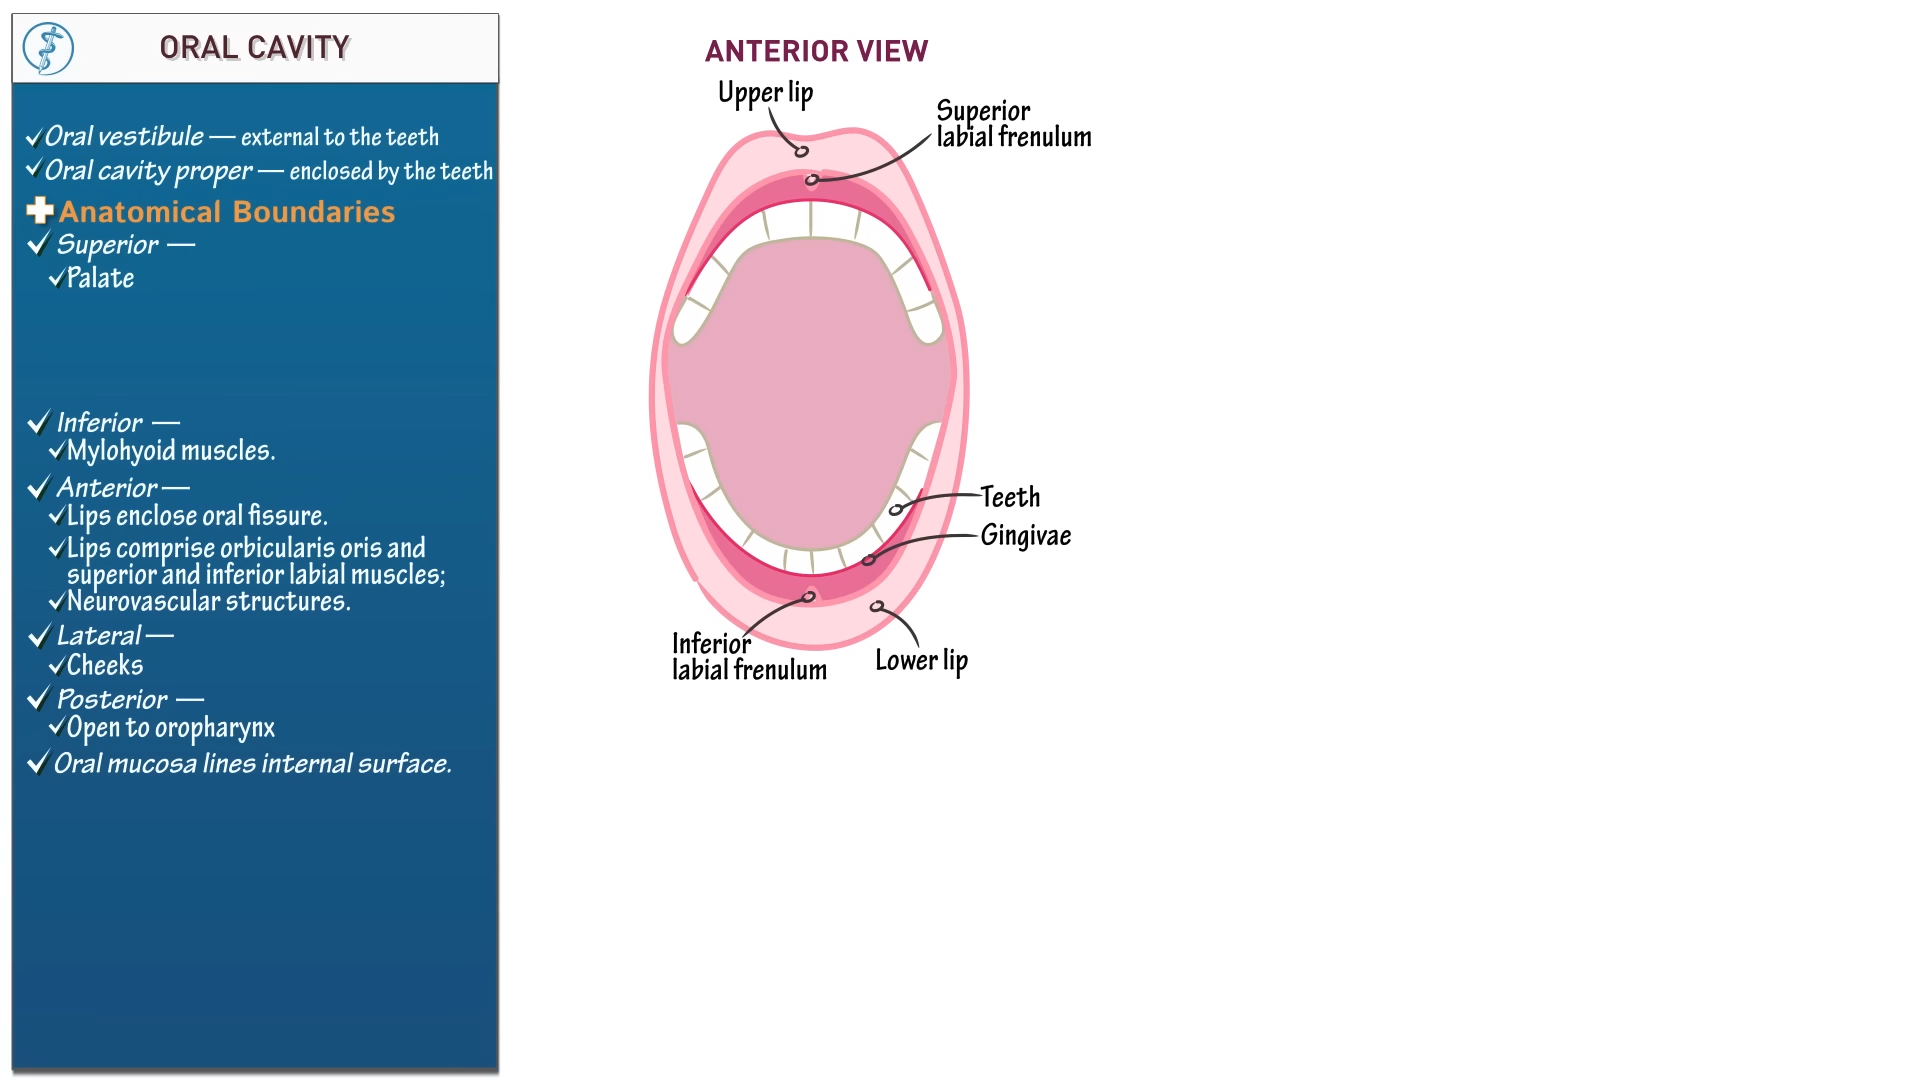 ORAL CAVITY
✓Oral vestibule — external to the teeth
✓Oral cavity proper — enclosed by the teeth
Anatomical Boundaries
✓ Superior —
✓Palate
✓ Inferior —
✓Mylohyoid muscles.
✓ Anterior —
✓Lips enclose oral fissure.
✓Lips comprise orbicularis oris and
superior and inferior labial muscles;
✓Neurovascular structures.
✓ Lateral —
✓Cheeks
✓ Posterior —
✓Open to oropharynx
✓ Oral mucosa lines internal surface.
ANTERIOR VIEW
Upper lip
Superior
labial frenulum
Teeth
Gingivae
Inferior
labial frenulum
Lower lip